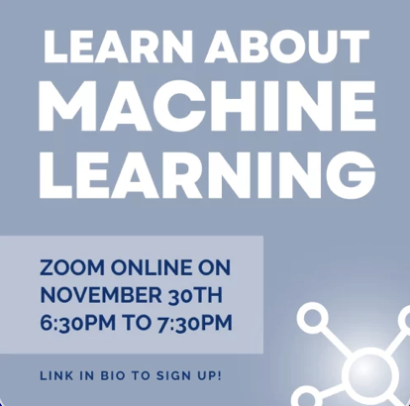 LEARN ABOUT
MACHINE
LEARNING
ZOOM ONLINE ON
NOVEMBER 30TH
6:30PM TO 7:30PM
LINK IN BIO TO SIGN UP!